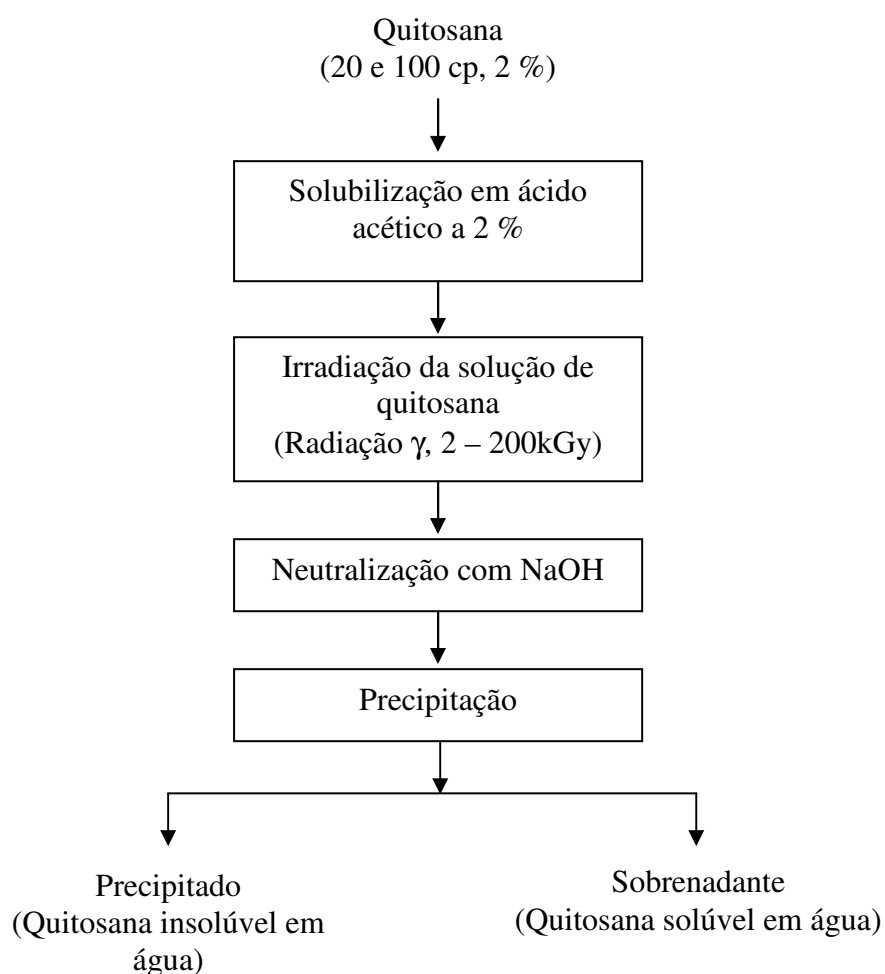 Quitosana
(20 e 100 cp, 2 %)
Solubilização em ácido
acético a 2 %
Irradiação da solução de
quitosana
(Radiação γ, 2 – 200kGy)
Neutralização com NaOH
Precipitação
Precipitado
(Quitosana insolúvel em
água)
Sobrenadante
(Quitosana solúvel em água)